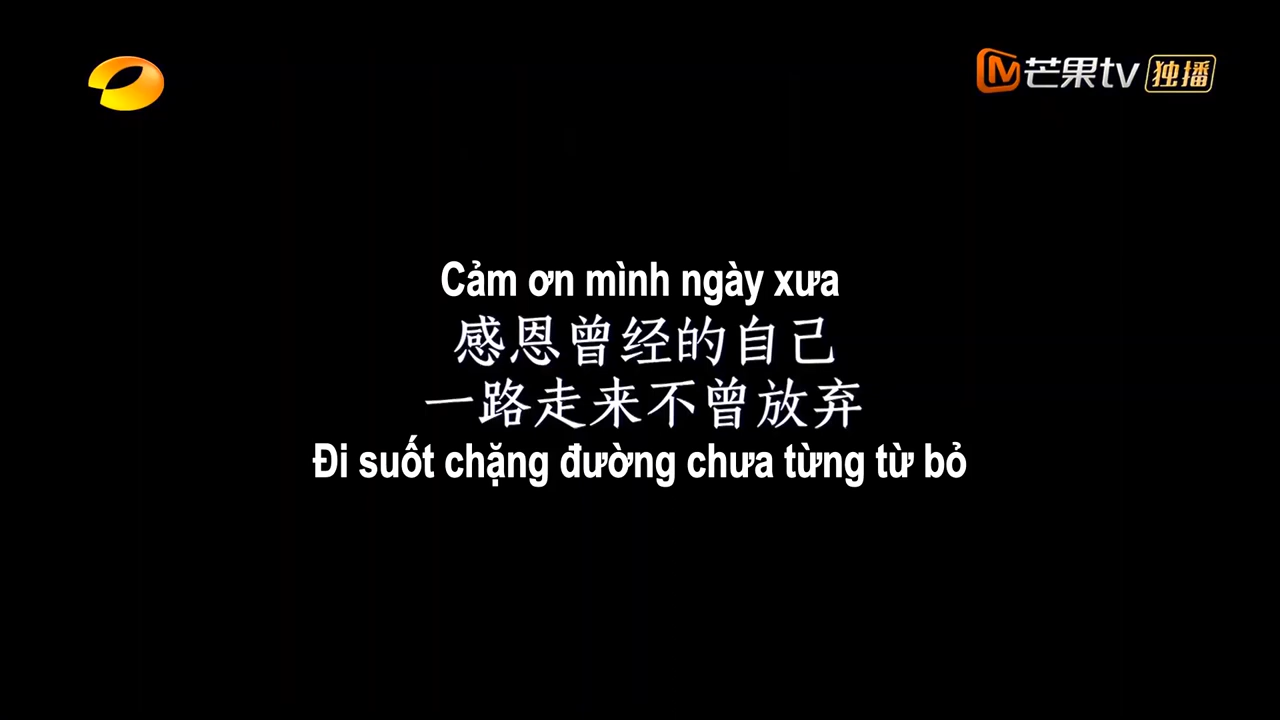 芒果tv 独播
Cảm ơn mình ngày xưa
感恩曾经的自己
一路走来不曾放弃
Đi suốt chặng đường chưa từng từ bỏ